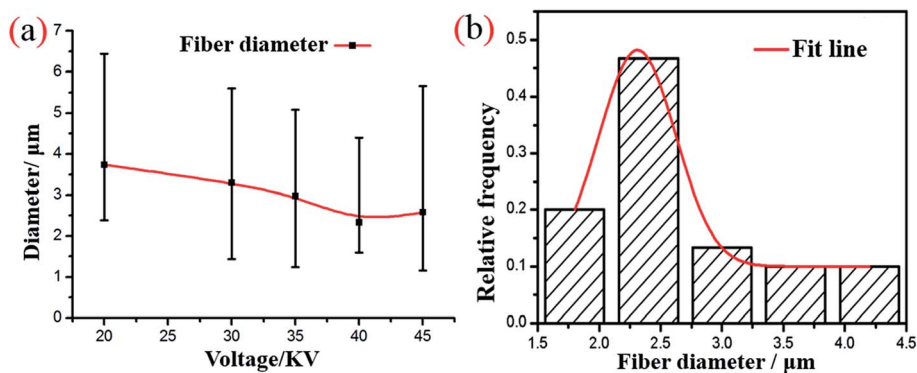 (a)
Fiber diameter
7
6
5
4
3
2
1
0
Diameter/ μm
20 25 30 35 40 45
Voltage/KV
(b)
Fit line
0.5
0.4
0.3
0.2
0.1
0.0
Relative frequency
1.5 2.0 2.5 3.0 3.5 4.0 4.5
Fiber diameter / μm